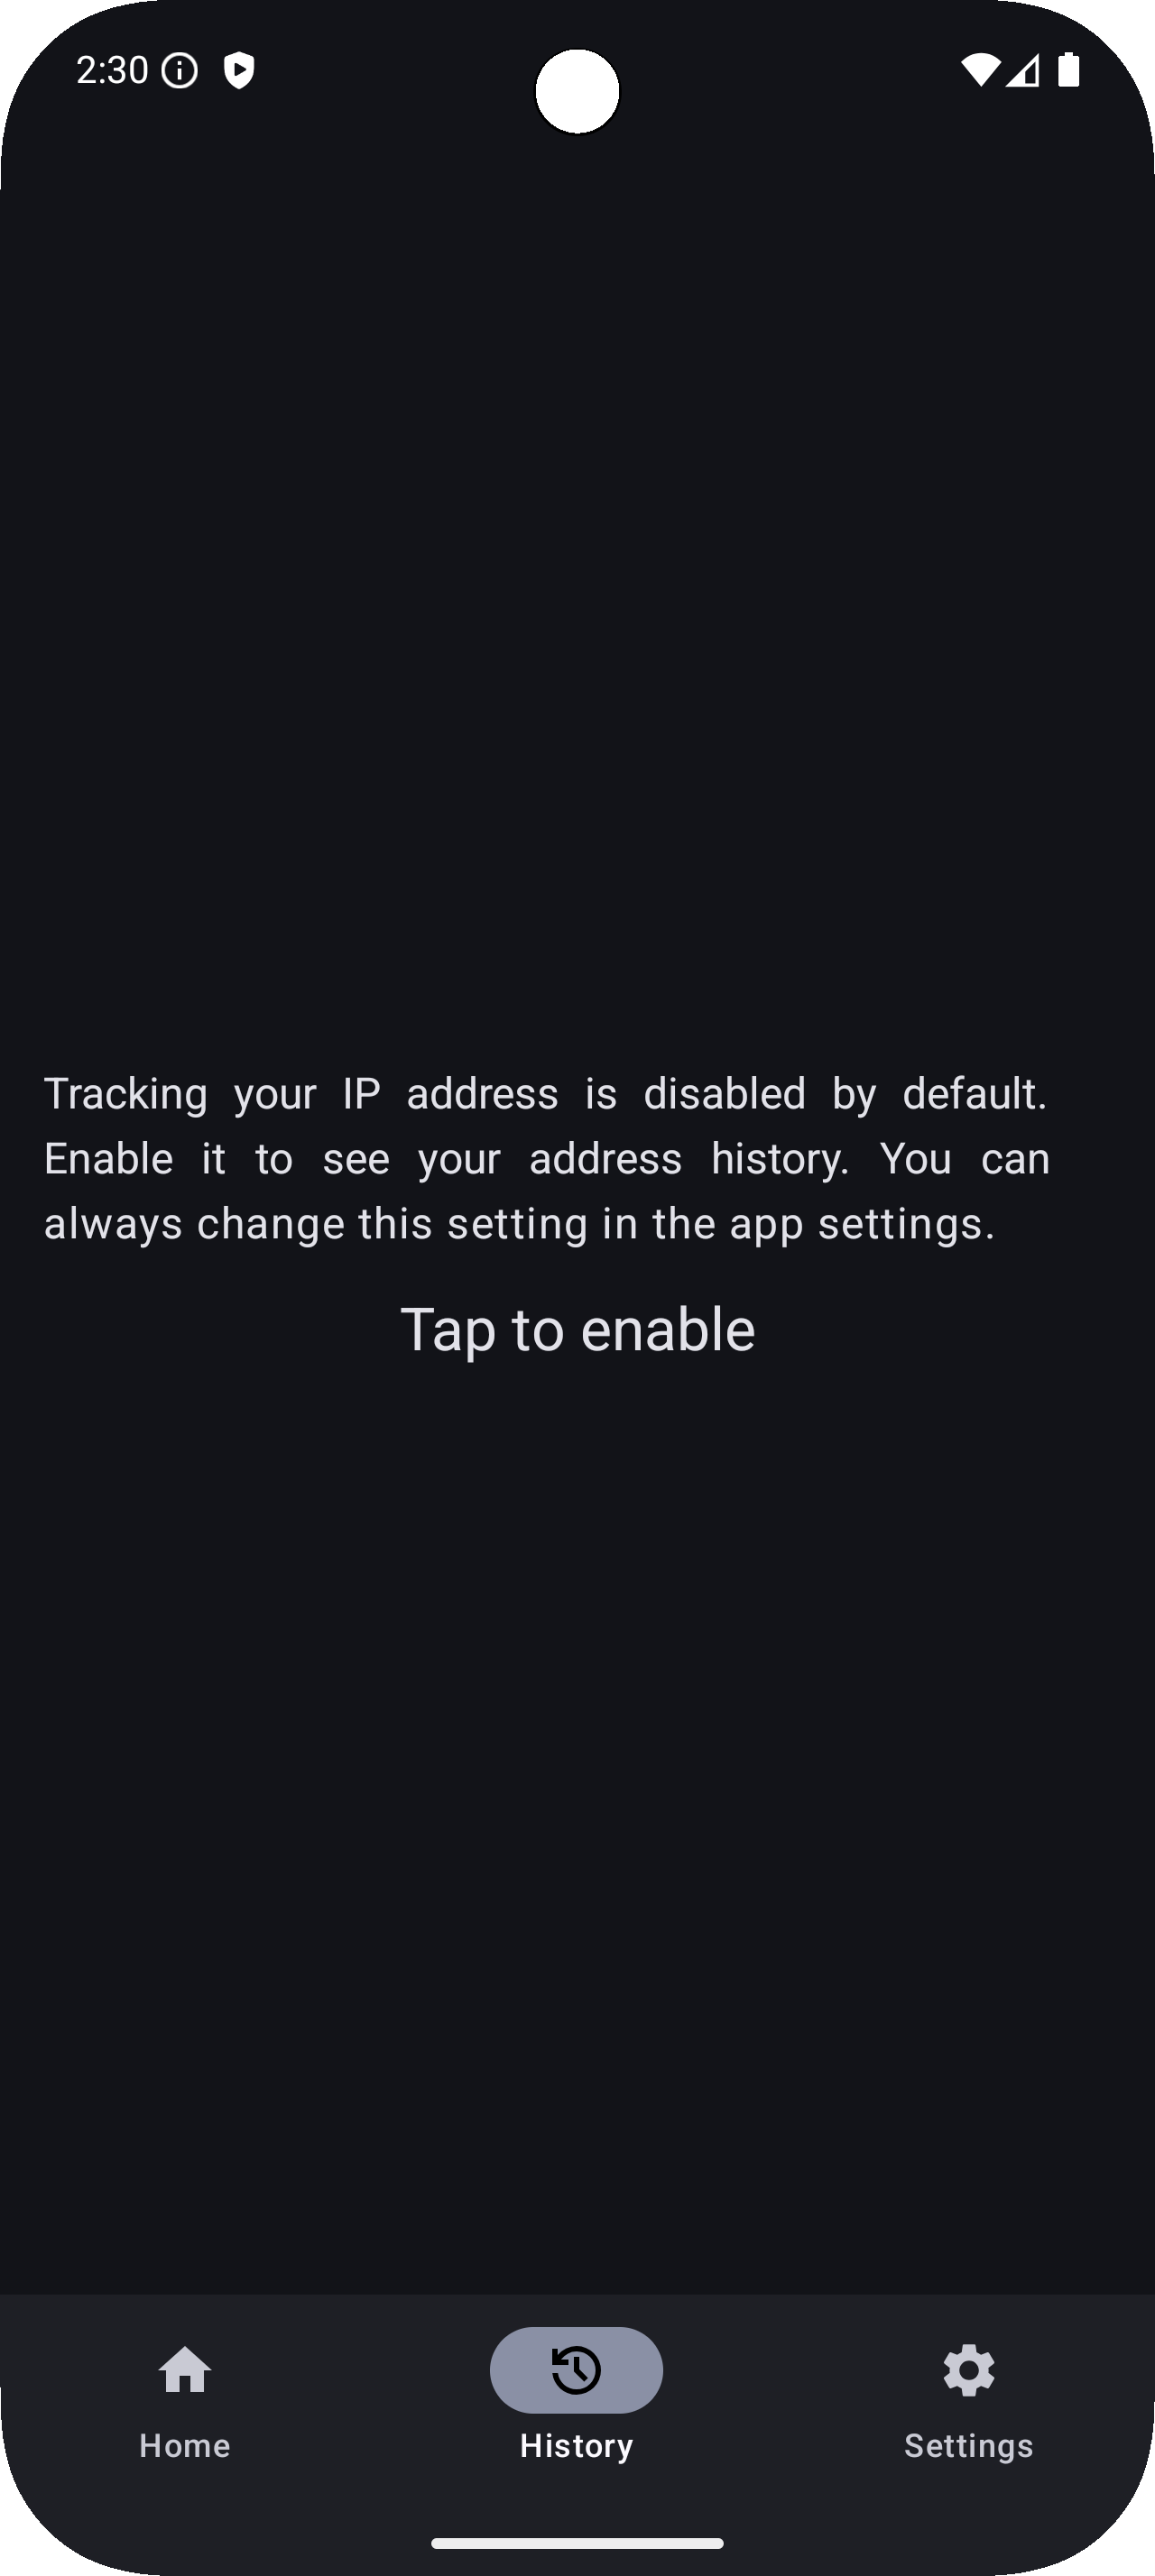 2:30
Tracking your IP address is disabled by default.
Enable it to see your address history. You can
always change this setting in the app settings.
Tap to enable
Home
History
Settings